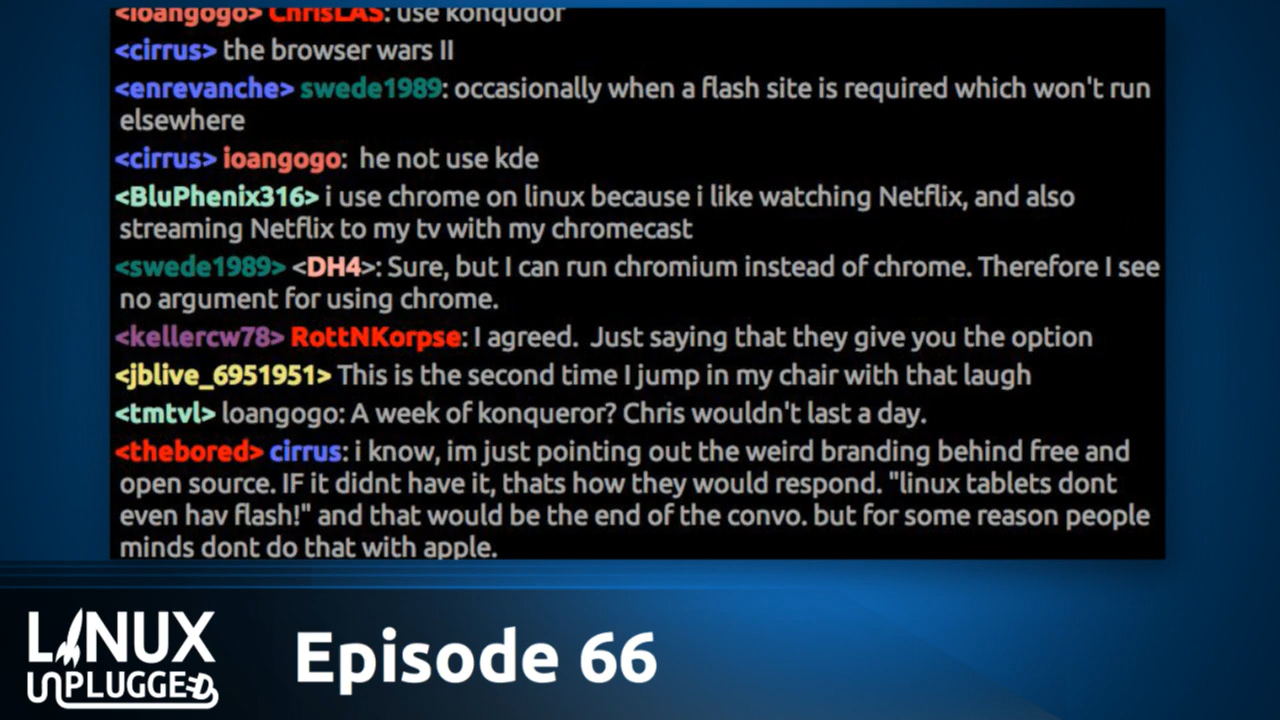 <ioangogo> ChrisLAS: use konqudor
<cirrus> the browser wars II
<enrevanche> swede1989: occasionally when a flash site is required which won't run
elsewhere
<cirrus> ioangogo:  he not use kde
<BluPhenix316> i use chrome on linux because i like watching Netflix, and also
streaming Netflix to my tv with my chromecast
<swede1989> <DH4>: Sure, but I can run chromium instead of chrome. Therefore I see
no argument for using chrome.
<kellercw78> RottNKorpse: I agreed.  Just saying that they give you the option
<jblive_6951951> This is the second time I jump in my chair with that laugh
<tmtvl> loangogo: A week of konqueror? Chris wouldn't last a day.
<thebored> cirrus: i know, im just pointing out the weird branding behind free and
open source. IF it didnt have it, thats how they would respond. "linux tablets dont
even hav flash!" and that would be the end of the convo. but for some reason people
minds dont do that with apple.
LINUX
UNPLUGGED
Episode 66